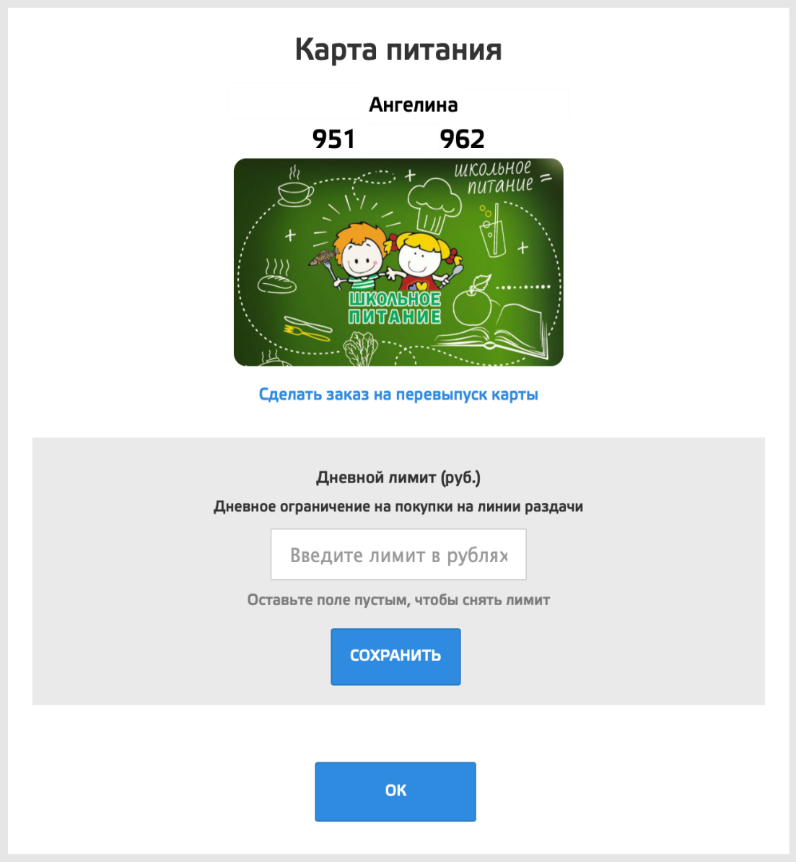 Карта питания
Ангелина
951 962
школьное
питание =
ШКОЛЬНОЕ
ПИТАНИЕ
Сделать заказ на перевыпуск карты
Дневной лимит (руб.)
Дневное ограничение на покупки на линии раздачи
Введите лимит в рублях
Оставьте поле пустым, чтобы снять лимит
СОХРАНИТЬ
ОК